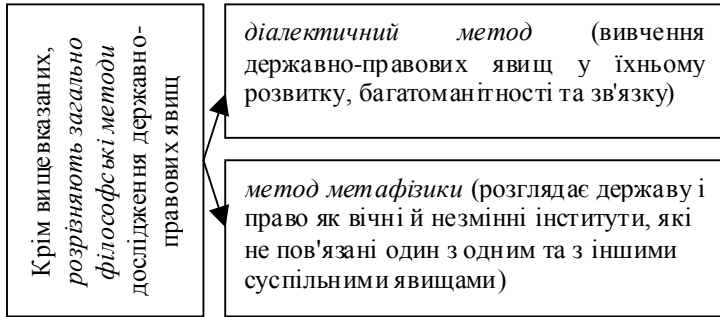 Крім вищевказаних,
розрізняють загально
філософські методи
дослідження державно-
правових явищ
діалектичний метод (вивчення
державно-правових явищ у їхньому
розвитку, багатоманітності та зв'язку)
метод метафізики (розглядає державу і
право як вічні й незмінні інститути, які
не пов'язані один з одним та з іншими
суспільними явищами)